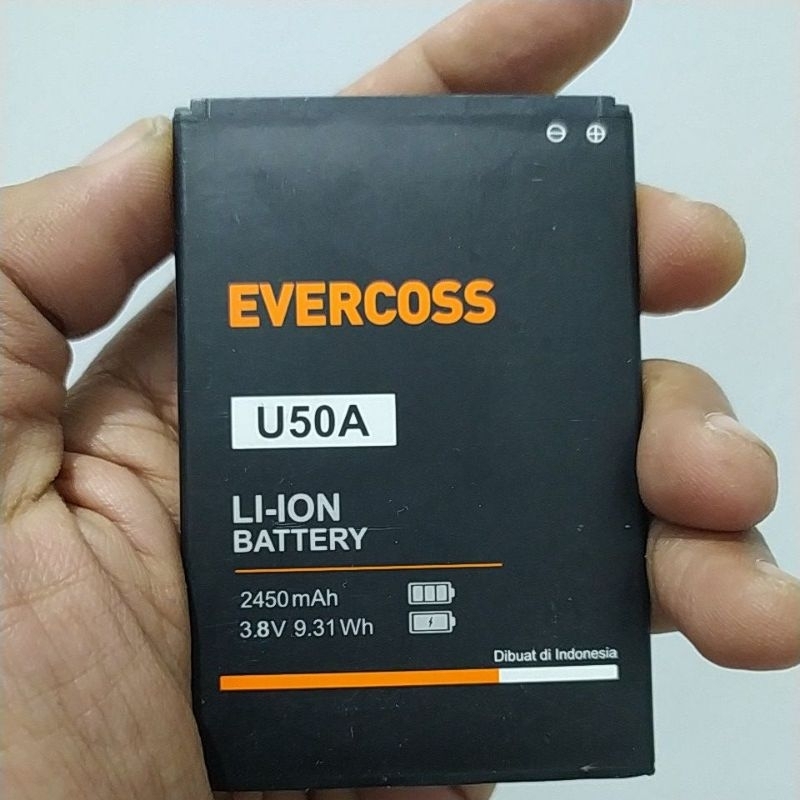 ⊖ ⊕
EVERCOSS
U50A
LI-ION
BATTERY
2450mAh
3.8V 9.31Wh
Dibuat di Indonesia